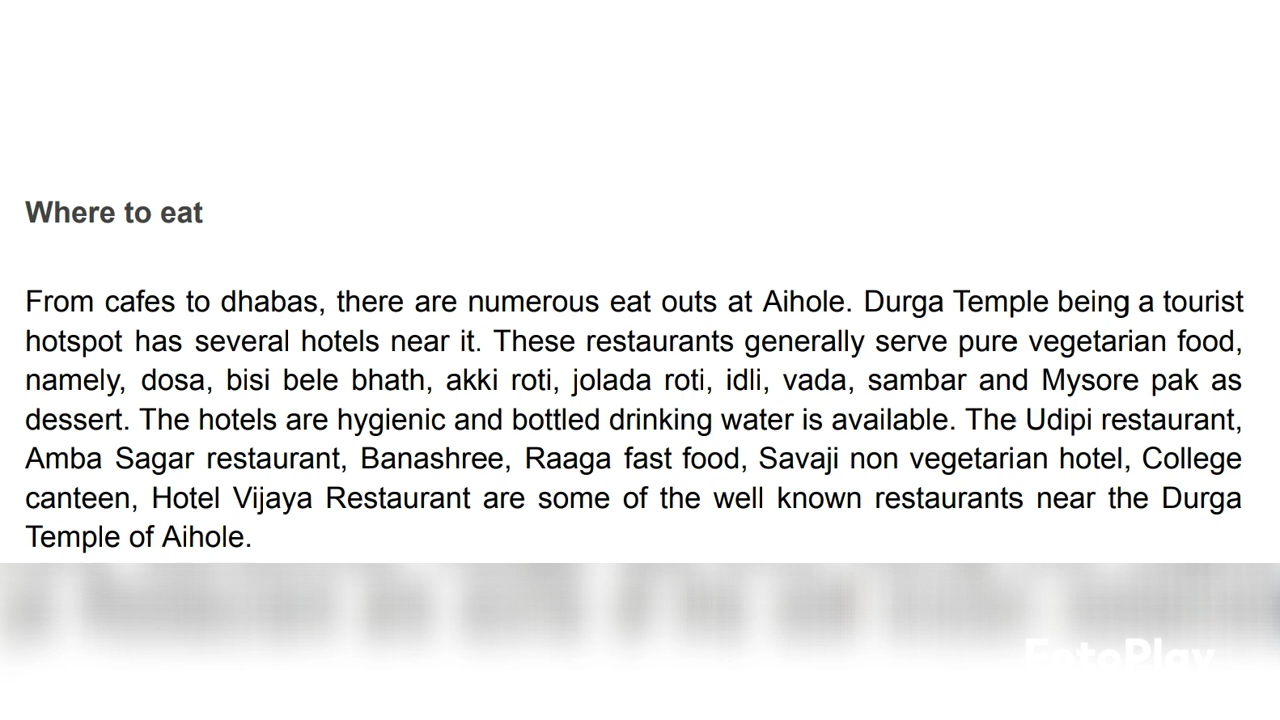 Where to eat
From cafes to dhabas, there are numerous eat outs at Aihole. Durga Temple being a tourist
hotspot has several hotels near it. These restaurants generally serve pure vegetarian food,
namely, dosa, bisi bele bhath, akki roti, jolada roti, idli, vada, sambar and Mysore pak as
dessert. The hotels are hygienic and bottled drinking water is available. The Udipi restaurant,
Amba Sagar restaurant, Banashree, Raaga fast food, Savaji non vegetarian hotel, College
canteen, Hotel Vijaya Restaurant are some of the well known restaurants near the Durga
Temple of Aihole.
FotoPlay